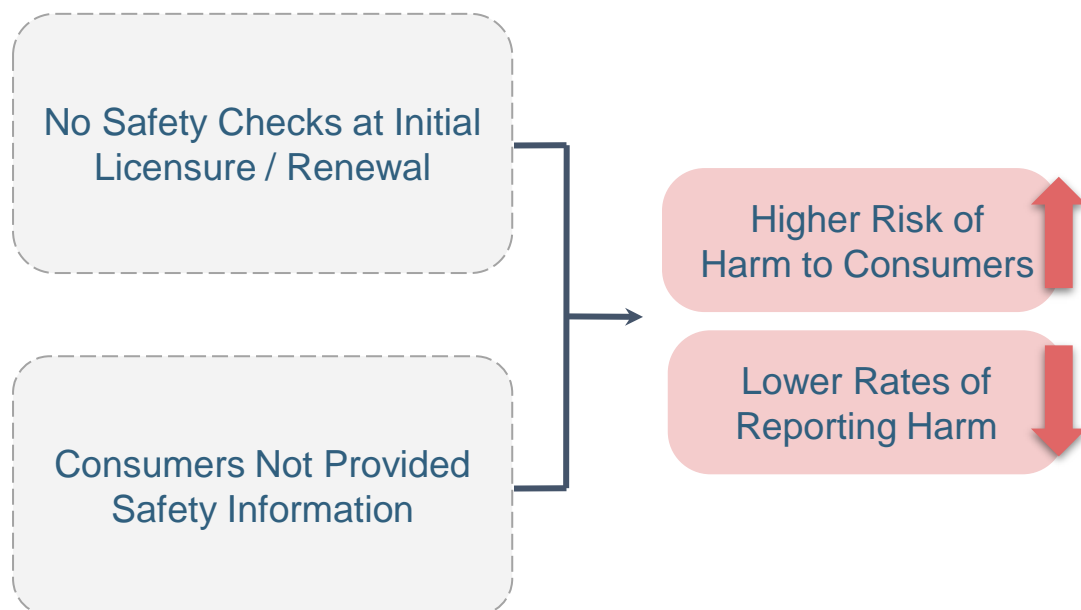 No Safety Checks at Initial
Licensure / Renewal
Higher Risk of
Harm to Consumers
Lower Rates of
Reporting Harm
Consumers Not Provided
Safety Information